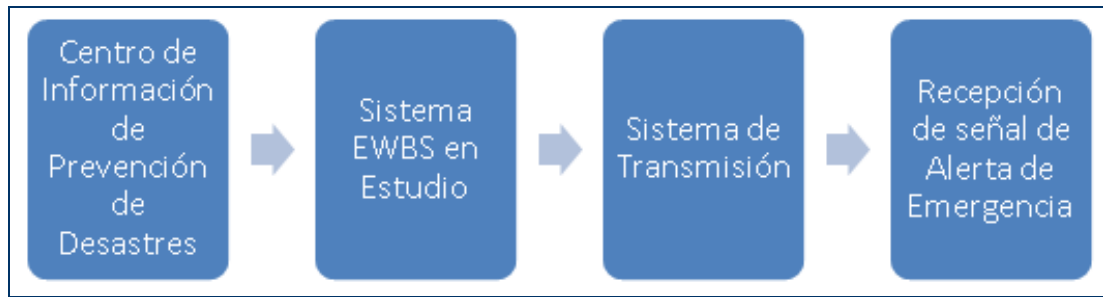 Centro de
Información
de
Prevención
de
Desastres
Sistema
EWBS en
Estudio
Sistema de
Transmisión
Recepción
de señal de
Alerta de
Emergencia